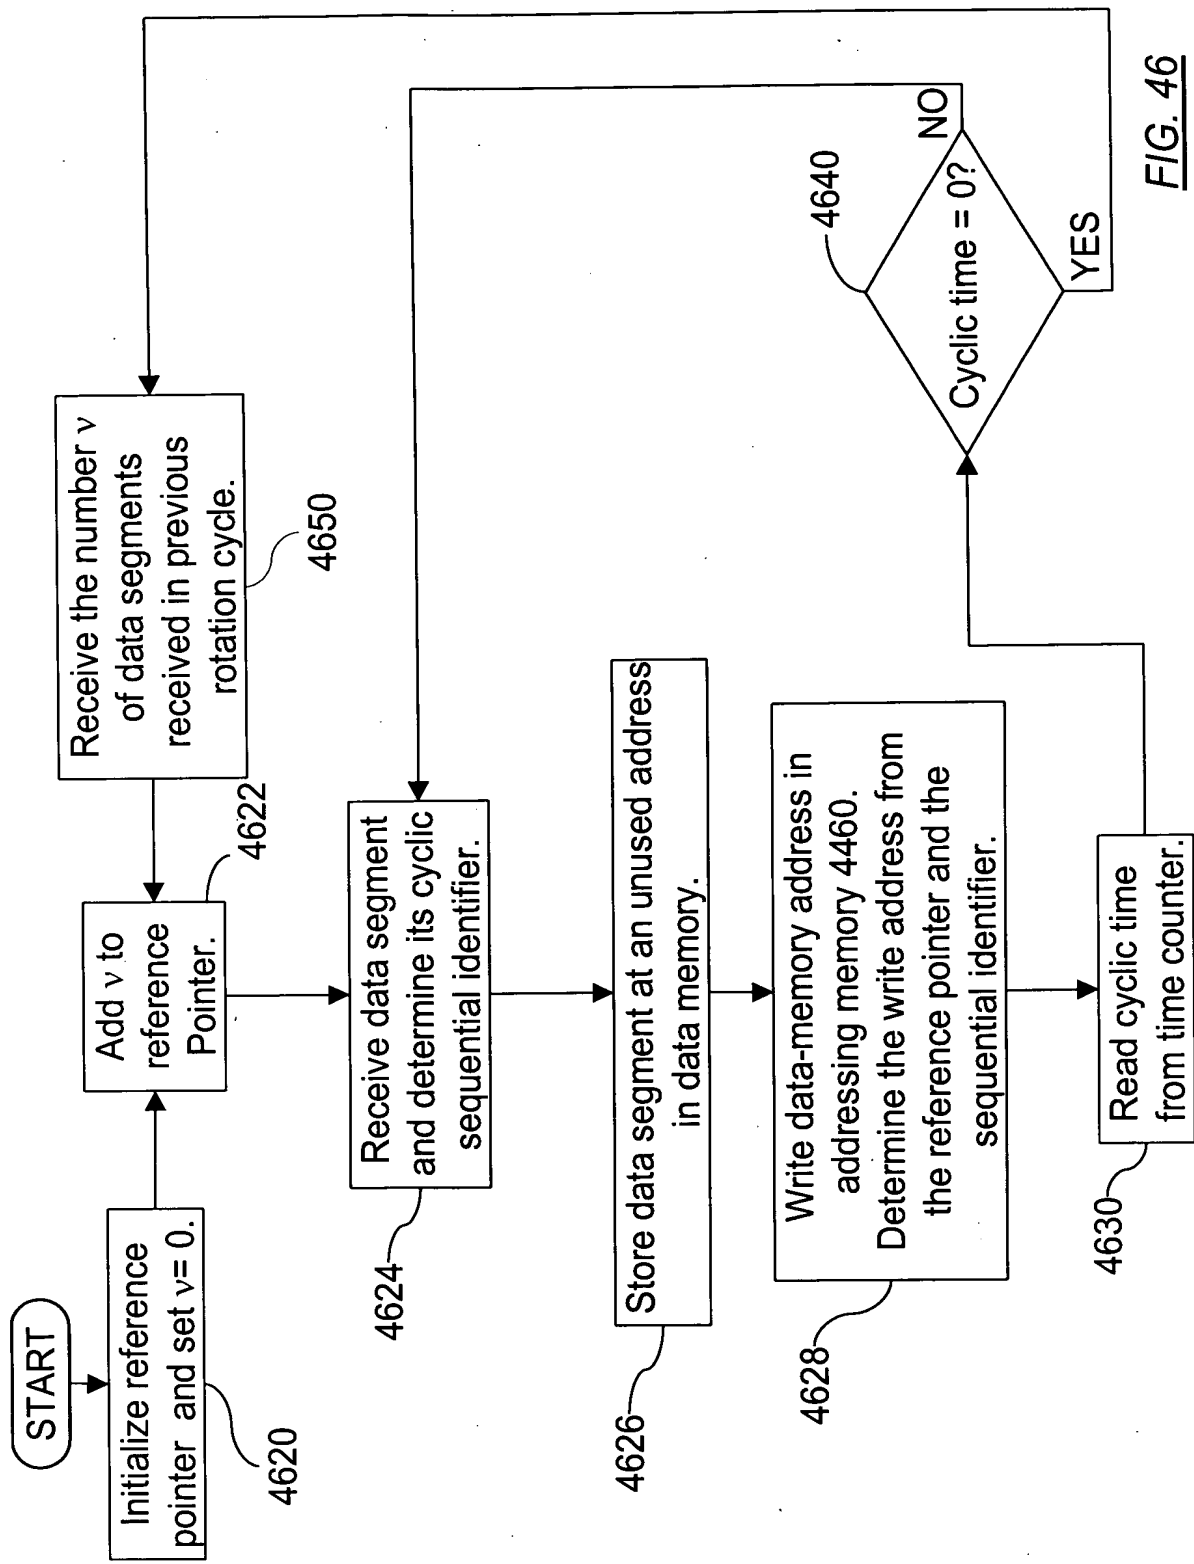 START
Initialize reference
pointer and set ν= 0.
4620
Add ν to
reference
Pointer.
4622
Receive the number ν
of data segments
received in previous
rotation cycle.
4650
Receive data segment
and determine its cyclic
sequential identifier.
4624
Store data segment at an unused address
in data memory.
4626
Write data-memory address in
addressing memory 4460.
Determine the write address from
the reference pointer and the
sequential identifier.
4628
Read cyclic time
from time counter.
4630
Cyclic time = 0?
4640
NO
YES
FIG. 46